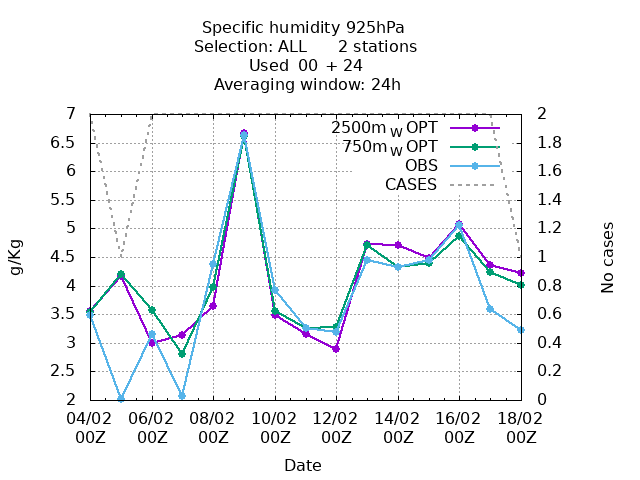 Specific humidity 925hPa
Selection: ALL 2 stations
Used 00 + 24
Averaging window: 24h
7 2
6.5 1.8
6 1.6
5.5 1.4
5 1.2
4.5 1
4 0.8
3.5 0.6
3 0.4
2.5 0.2
2 0
2500m W OPT
750m W OPT
OBS
CASES
g/Kg
No cases
04/02 06/02 08/02 10/02 12/02 14/02 16/02 18/02
00Z 00Z 00Z 00Z 00Z 00Z 00Z 00Z
Date